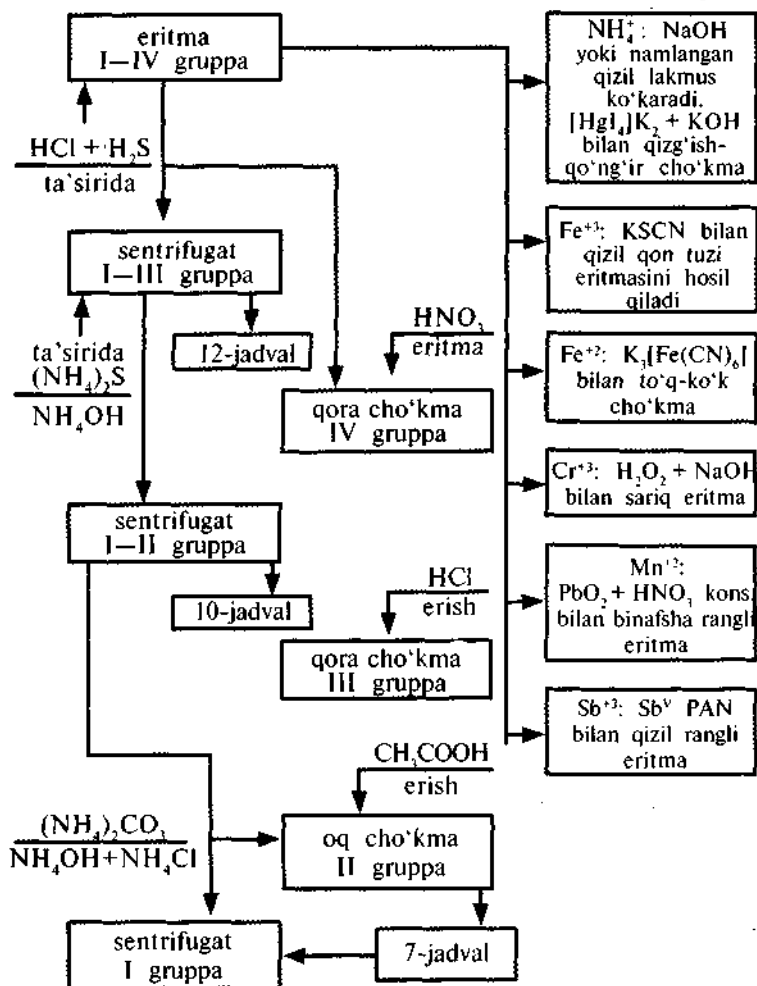 eritma
I—IV gruppa
HCl + H₂S
ta'sirida
sentrifugat
I—III gruppa
12-jadval
ta'sirida
(NH₄)₂S
NH₄OH
HNO₃
eritma
qora cho‘kma
IV gruppa
sentrifugat
I—II gruppa
10-jadval
HCl
erish
qora cho‘kma
III gruppa
CH₃COOH
erish
(NH₄)₂CO₃
NH₄OH+NH₄Cl
oq cho‘kma
II gruppa
sentrifugat
I gruppa
7-jadval
NH₄⁺: NaOH
yoki namlangan
qizil lakmus
ko‘karadi.
[HgI₄]K₂ + KOH
bilan qizg‘ish-
qo‘ng‘ir cho‘kma
Fe⁺³: KSCN bilan
qizil qon tuzi
eritmasini hosil
qiladi
Fe⁺²: K₃[Fe(CN)₆]
bilan to‘q-ko‘k
cho‘kma
Cr⁺³: H₂O₂ + NaOH
bilan sariq eritma
Mn⁺²:
PbO₂ + HNO₃ kons.
bilan binafsha rangli
eritma
Sb⁺³: Sbⱽ PAN
bilan qizil rangli
eritma